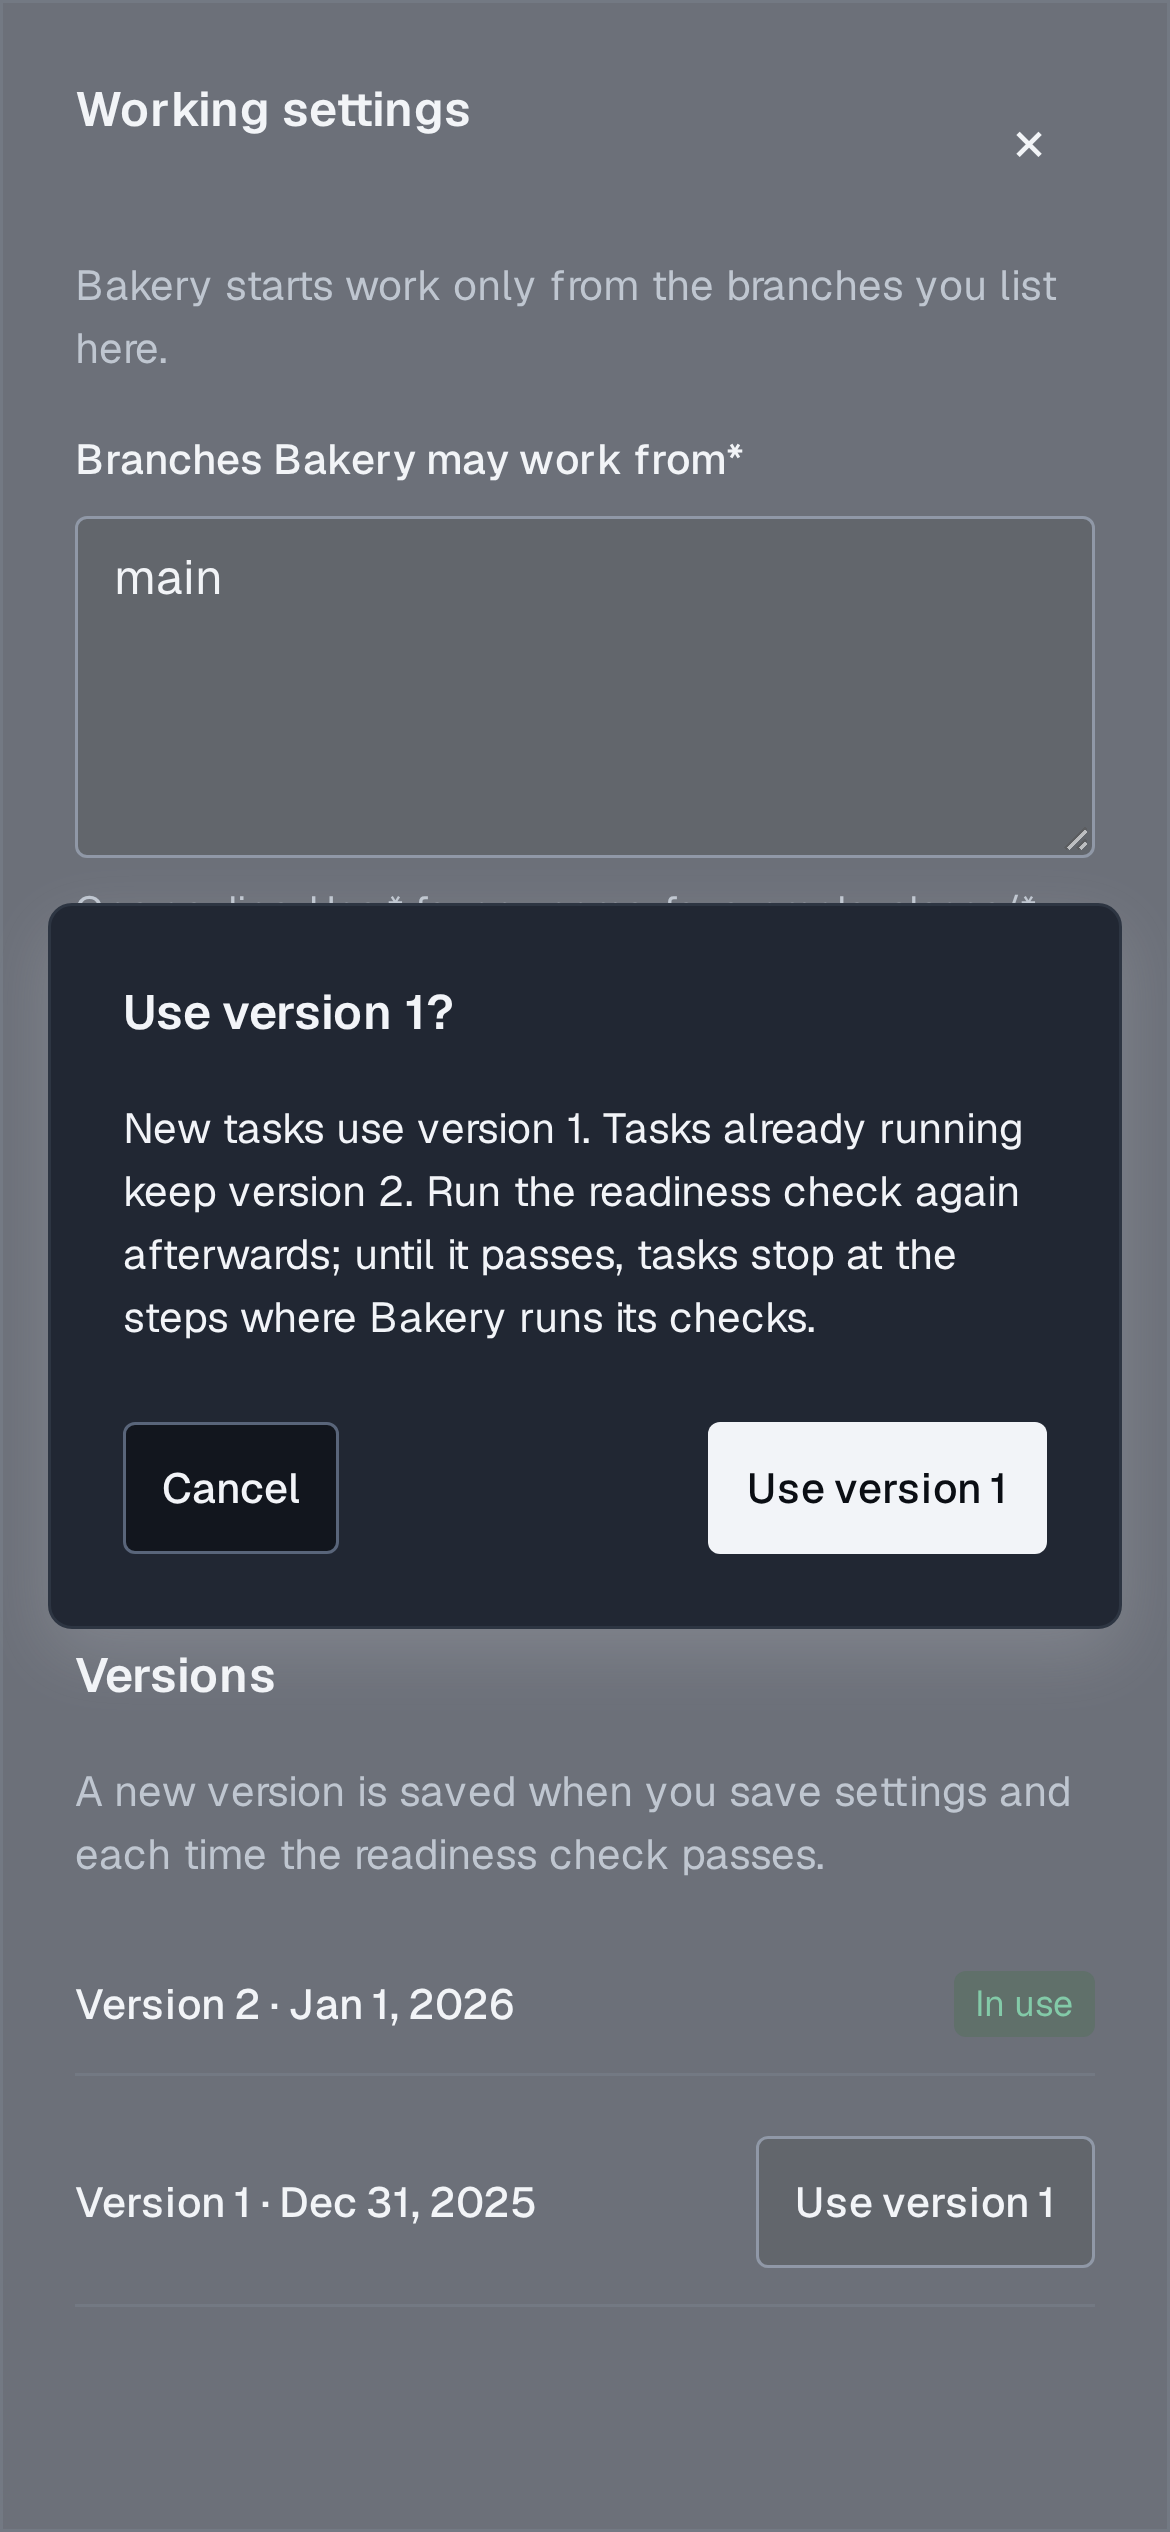 Working settings
Bakery starts work only from the branches you list
here.
Branches Bakery may work from*
main
Use version 1?
New tasks use version 1. Tasks already running
keep version 2. Run the readiness check again
afterwards; until it passes, tasks stop at the
steps where Bakery runs its checks.
Cancel
Use version 1
Versions
A new version is saved when you save settings and
each time the readiness check passes.
Version 2 · Jan 1, 2026
In use
Version 1 · Dec 31, 2025
Use version 1